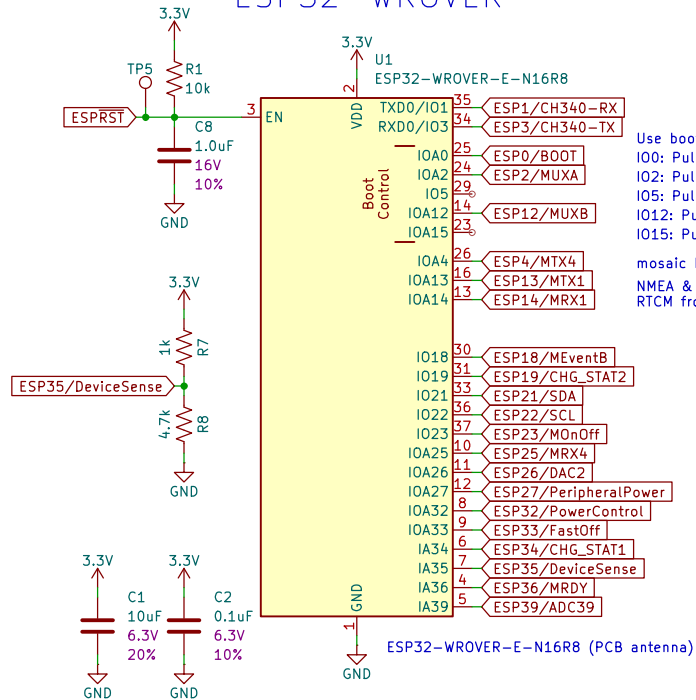 ESP32-WROVER
3.3V
TP5
R1
10k
ESPRST
C8
1.0uF
16V
10%
GND
3.3V
U1
ESP32-WROVER-E-N16R8
2
VDD
3
EN
Boot
Control
TXD0/IO1 35 ESP1/CH340-RX
RXD0/IO3 34 ESP3/CH340-TX
IOA0 25 ESP0/BOOT
IOA2 24 ESP2/MUXA
IO5 29
IOA12 14 ESP12/MUXB
IOA15 23
IOA4 26 ESP4/MTX4
IOA13 16 ESP13/MTX1
IOA14 13 ESP14/MRX1
IO18 30 ESP18/MEventB
IO19 31 ESP19/CHG_STAT2
IO21 33 ESP21/SDA
IO22 36 ESP22/SCL
IO23 37 ESP23/MOnOff
IOA25 10 ESP25/MRX4
IOA26 11 ESP26/DAC2
IOA27 12 ESP27/PeripheralPower
IOA32 8 ESP32/PowerControl
IOA33 9 ESP33/FastOff
IA34 6 ESP34/CHG_STAT1
IA35 7 ESP35/DeviceSense
IA36 4 ESP36/MRDY
IA39 5 ESP39/ADC39
GND
1
GND
ESP32-WROVER-E-N16R8 (PCB antenna)
Use boo
IO0: Pul
IO2: Pul
IO5: Pul
IO12: Pu
IO15: Pu
mosaic
NMEA &
RTCM fro
3.3V
1k
R7
ESP35/DeviceSense
4.7k
R8
GND
3.3V
C1
10uF
6.3V
20%
GND
3.3V
C2
0.1uF
6.3V
10%
GND